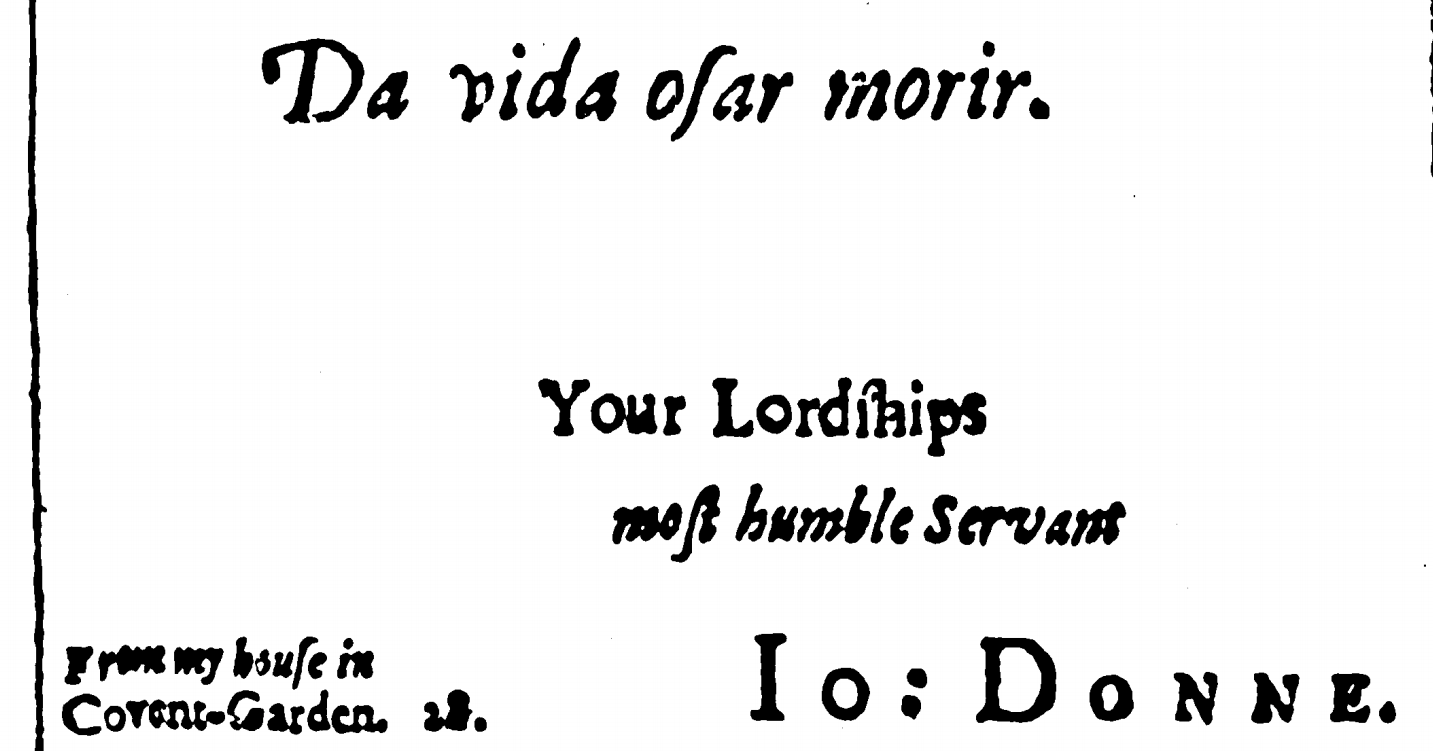 Da vida oſar morir.
Your Lordſhips
moſt humble Servant
From my houſe in
Covent-Garden. 28.
Io: DONNE.